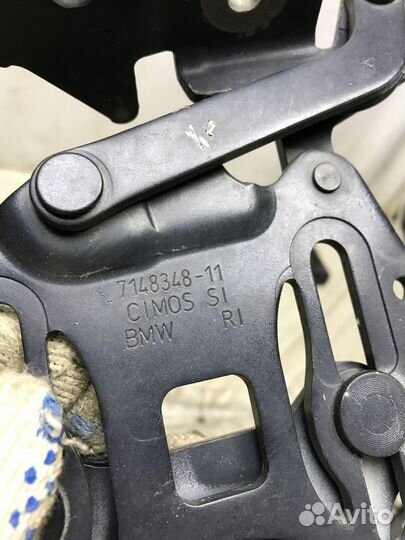 7148348-11
CIMOS SI
BMW RI
Avito